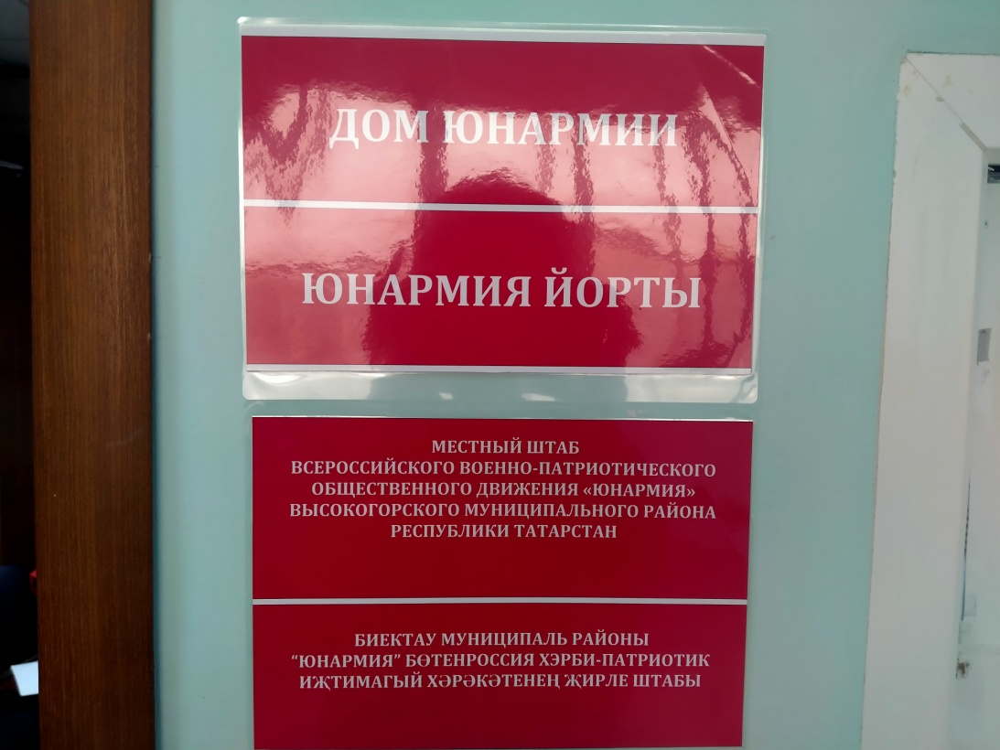 ДОМ ЮНАРМИИ
ЮНАРМИЯ ЙОРТЫ
МЕСТНЫЙ ШТАБ
ВСЕРОССИЙСКОГО ВОЕННО-ПАТРИОТИЧЕСКОГО
ОБЩЕСТВЕННОГО ДВИЖЕНИЯ «ЮНАРМИЯ»
ВЫСОКОГОРСКОГО МУНИЦИПАЛЬНОГО РАЙОНА
РЕСПУБЛИКИ ТАТАРСТАН
БИЕКТАУ МУНИЦИПАЛЬ РАЙОНЫ
“ЮНАРМИЯ” БӨТЕНРОССИЯ ХӘРБИ-ПАТРИОТИК
ИҖТИМАГЫЙ ХӘРӘКӘТЕНЕҢ ҖИРЛЕ ШТАБЫ